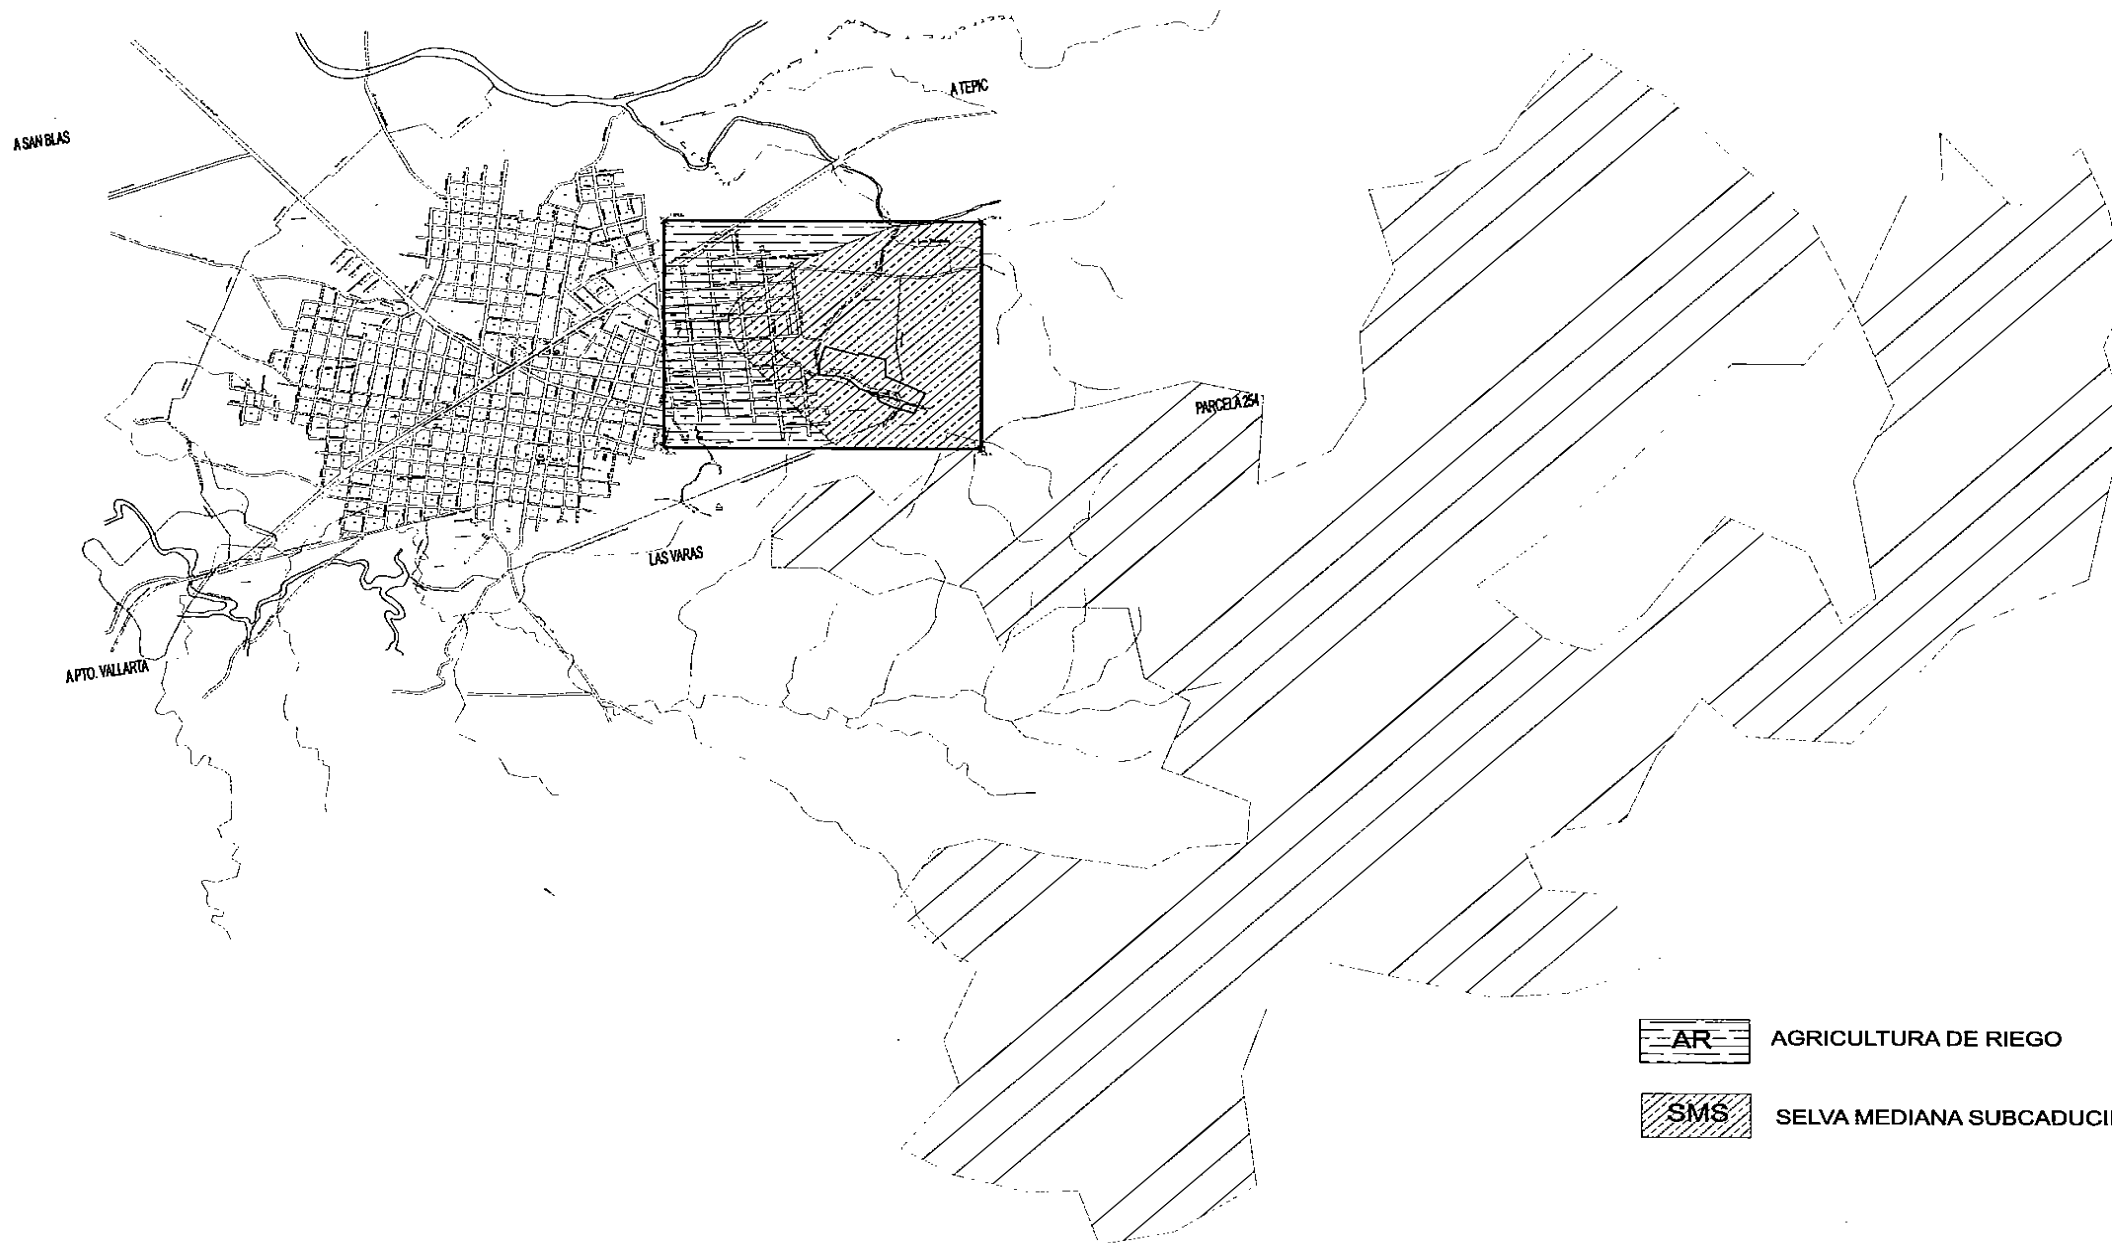 A TEPIC
A SAN BLAS
PARCELA 254
LAS VARAS
A PTO. VALLARTA
AR AGRICULTURA DE RIEGO
SMS SELVA MEDIANA SUBCADUCI